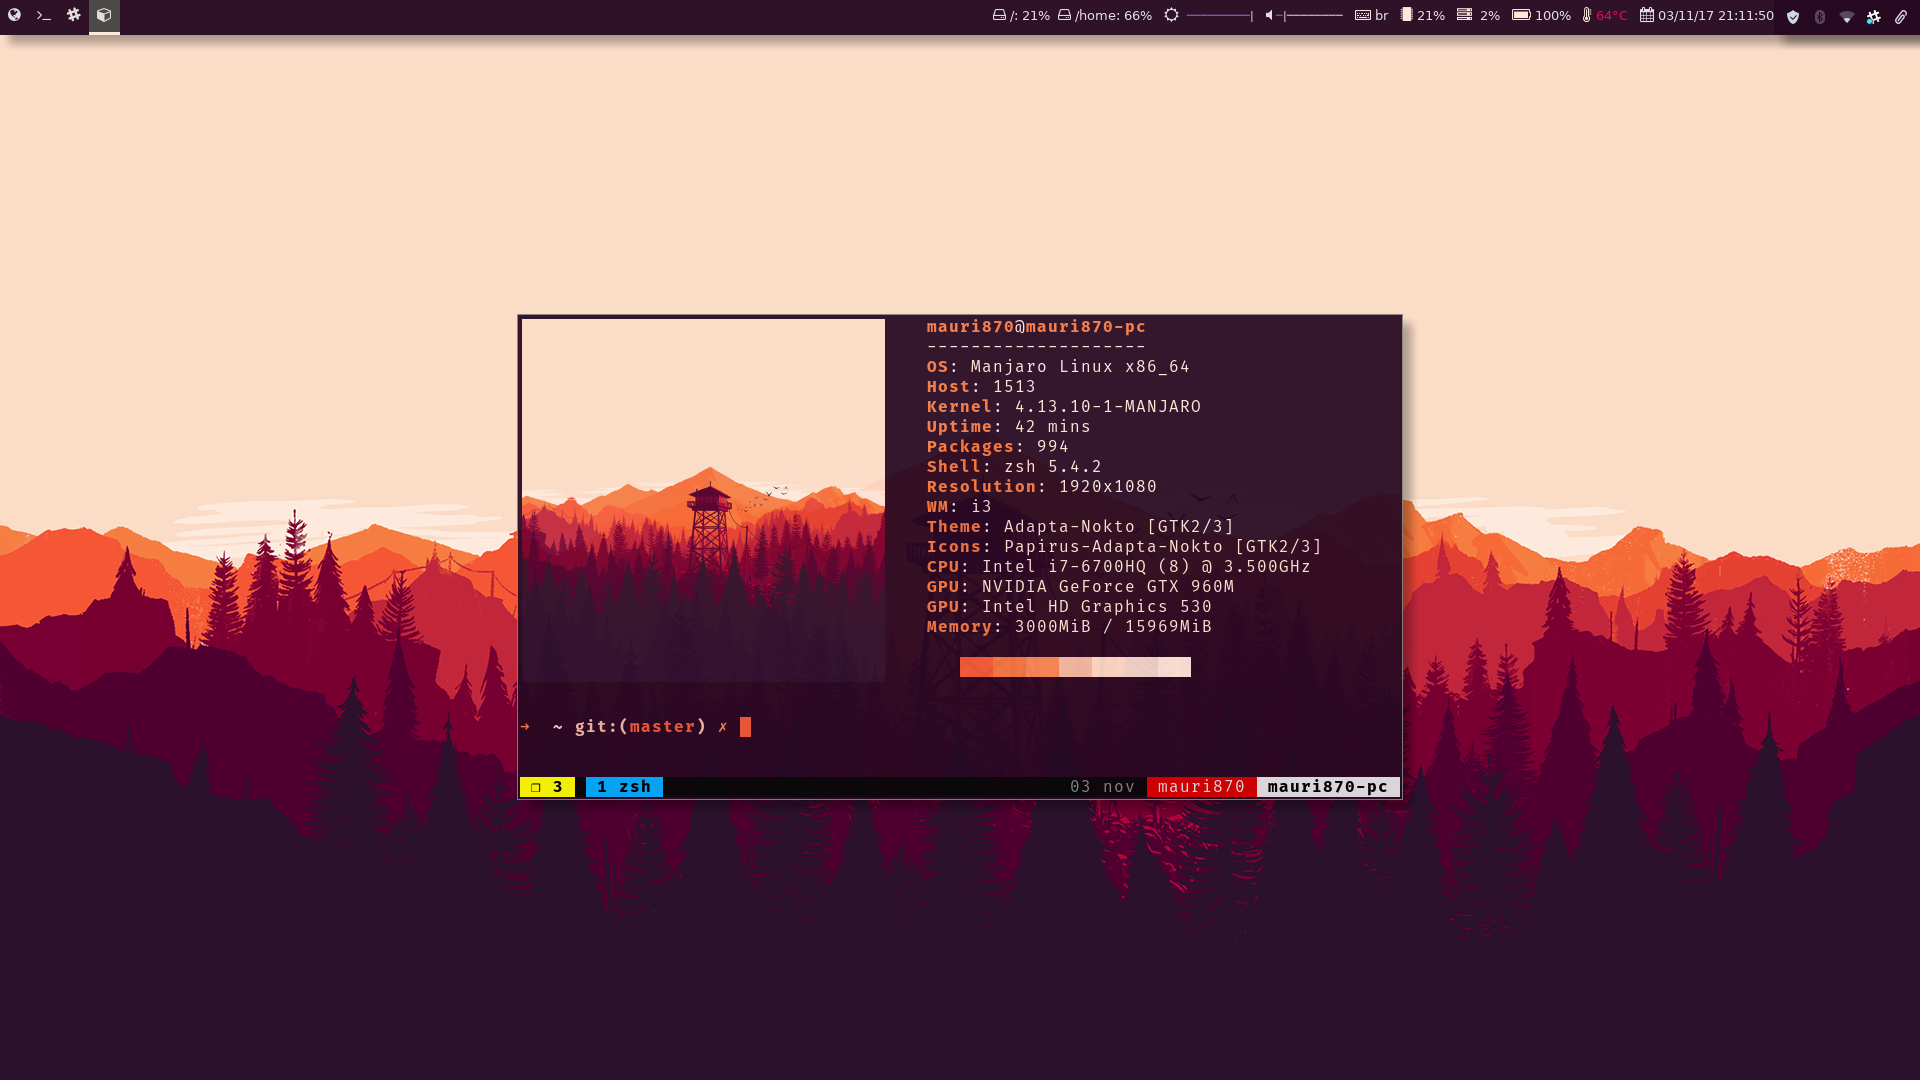 /: 21% /home: 66% br 21% 2% 100% 64°C 03/11/17 21:11:50
mauri870@mauri870-pc
--------------------
OS: Manjaro Linux x86_64
Host: 1513
Kernel: 4.13.10-1-MANJARO
Uptime: 42 mins
Packages: 994
Shell: zsh 5.4.2
Resolution: 1920x1080
WM: i3
Theme: Adapta-Nokto [GTK2/3]
Icons: Papirus-Adapta-Nokto [GTK2/3]
CPU: Intel i7-6700HQ (8) @ 3.500GHz
GPU: NVIDIA GeForce GTX 960M
GPU: Intel HD Graphics 530
Memory: 3000MiB / 15969MiB
➜ ~ git:(master) ✗
❐ 3 1 zsh 03 nov mauri870 mauri870-pc